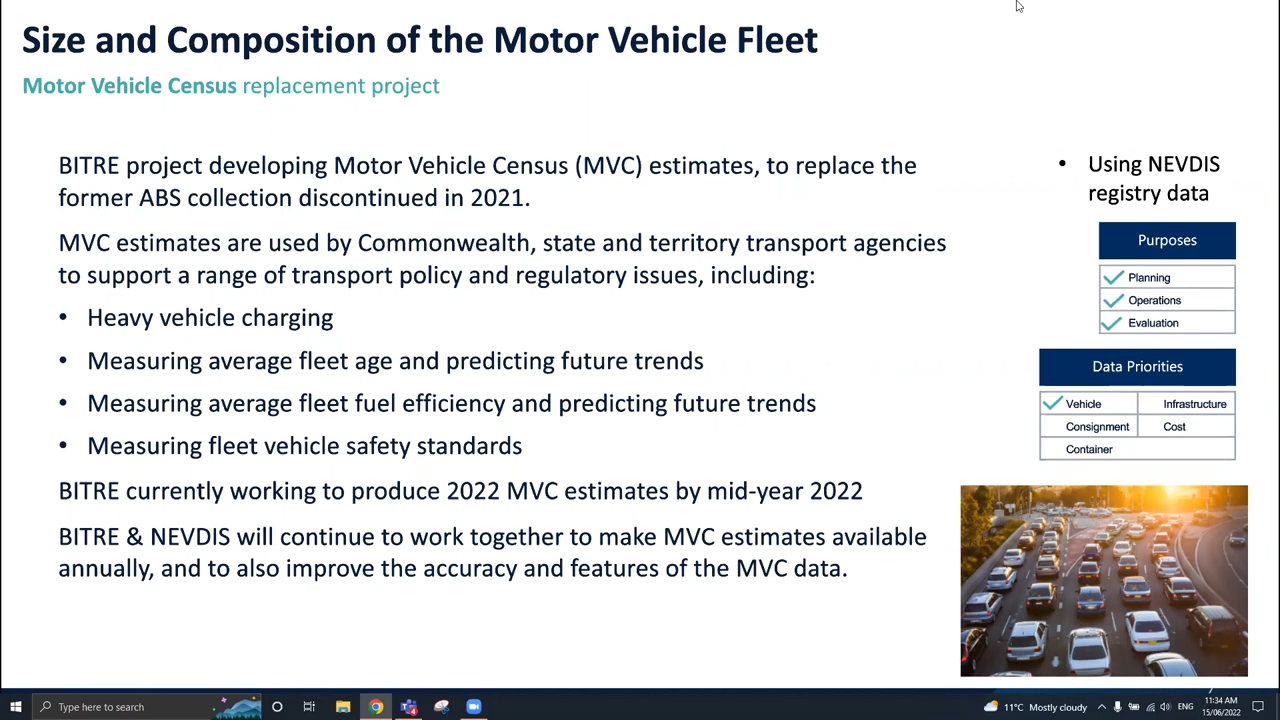 Size and Composition of the Motor Vehicle Fleet
Motor Vehicle Census replacement project
BITRE project developing Motor Vehicle Census (MVC) estimates, to replace the
former ABS collection discontinued in 2021.
MVC estimates are used by Commonwealth, state and territory transport agencies
to support a range of transport policy and regulatory issues, including:
• Heavy vehicle charging
• Measuring average fleet age and predicting future trends
• Measuring average fleet fuel efficiency and predicting future trends
• Measuring fleet vehicle safety standards
BITRE currently working to produce 2022 MVC estimates by mid-year 2022
BITRE & NEVDIS will continue to work together to make MVC estimates available
annually, and to also improve the accuracy and features of the MVC data.
• Using NEVDIS
registry data
Purposes
Planning
Operations
Evaluation
Data Priorities
Vehicle Infrastructure
Consignment Cost
Container
Type here to search
11°C Mostly cloudy
ENG
11:34 AM
15/06/2022